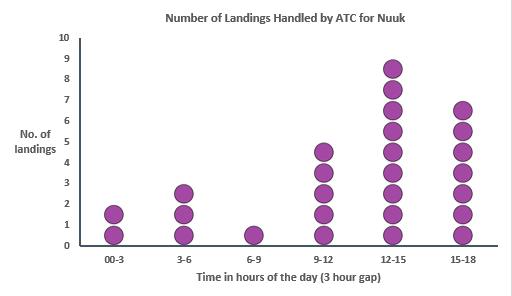 Number of Landings Handled by ATC for Nuuk
10
9
8
7
6
5
4
3
2
1
0
No. of
landings
00-3 3-6 6-9 9-12 12-15 15-18
Time in hours of the day (3 hour gap)